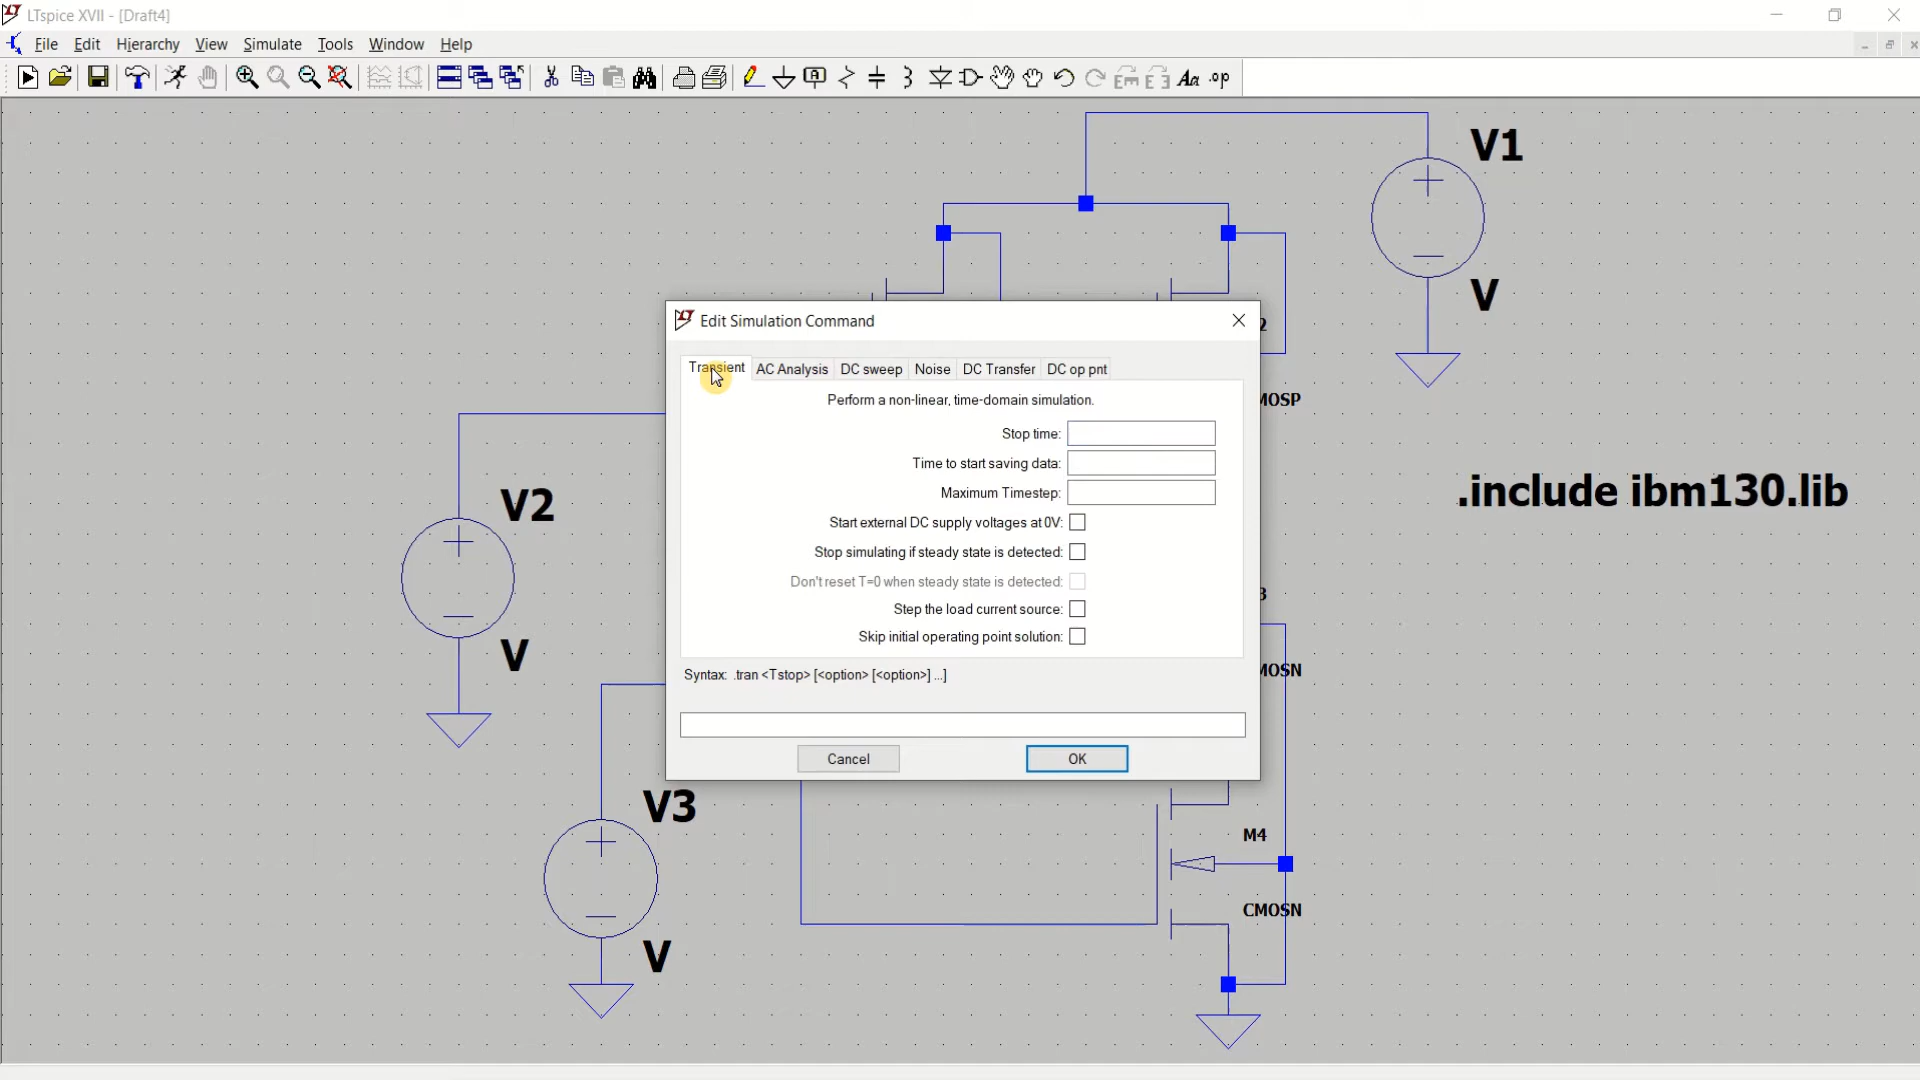 LTspice XVII - [Draft4]
File Edit Hierarchy View Simulate Tools Window Help
Aa .op
V1
V
Edit Simulation Command
2
Transient AC Analysis DC sweep Noise DC Transfer DC op pnt
Perform a non-linear, time-domain simulation.
MOSP
Stop time:
Time to start saving data:
Maximum Timestep:
.include ibm130.lib
V2
Start external DC supply voltages at 0V:
Stop simulating if steady state is detected:
Don't reset T=0 when steady state is detected:
3
Step the load current source:
Skip initial operating point solution:
V
MOSN
Syntax: .tran <Tstop> [<option> [<option>] ...]
Cancel OK
V3
M4
CMOSN
V